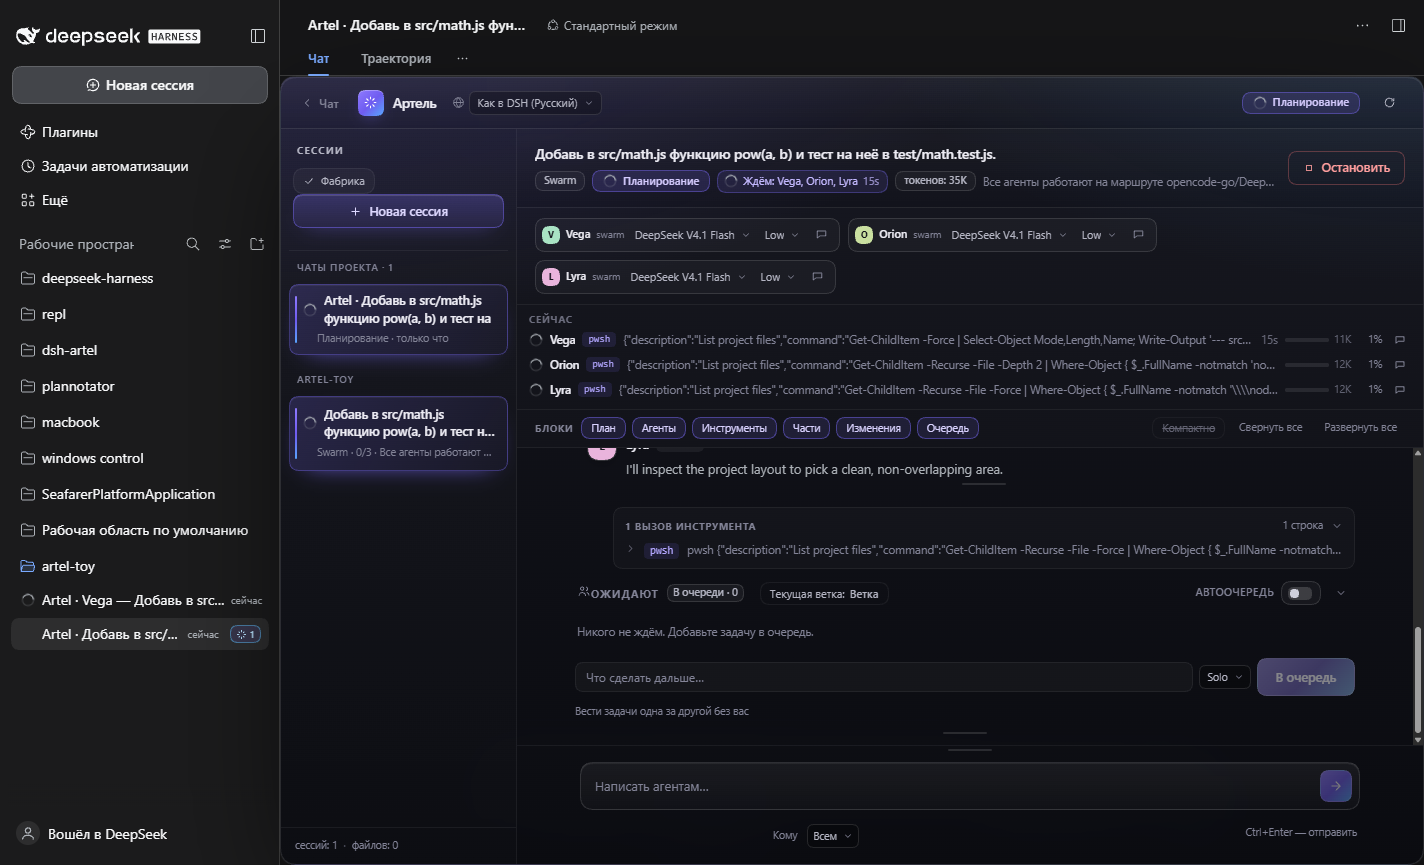 deepseek HARNESS
Новая сессия
Плагины
Задачи автоматизации
Ещё
Рабочие простран
deepseek-harness
repl
dsh-artel
plannotator
macbook
windows control
SeafarerPlatformApplication
Рабочая область по умолчанию
artel-toy
Artel · Vega — Добавь в src... сейчас
Artel · Добавь в src/... сейчас 1
Вошёл в DeepSeek
Artel · Добавь в src/math.js фун... Стандартный режим
Чат Траектория
Чат Артель Как в DSH (Русский) Планирование
СЕССИИ
Фабрика
+ Новая сессия
ЧАТЫ ПРОЕКТА · 1
Artel · Добавь в src/math.js
функцию pow(a, b) и тест на
Планирование · только что
ARTEL-TOY
Добавь в src/math.js
функцию pow(a, b) и тест н...
Swarm · 0/3 · Все агенты работают ...
сессий: 1 · файлов: 0
Добавь в src/math.js функцию pow(a, b) и тест на неё в test/math.test.js.
Swarm Планирование Ждём: Vega, Orion, Lyra 15s токенов: 35K Все агенты работают на маршруте opencode-go/Deep...
Остановить
V Vega swarm DeepSeek V4.1 Flash Low
O Orion swarm DeepSeek V4.1 Flash Low
L Lyra swarm DeepSeek V4.1 Flash Low
СЕЙЧАС
Vega pwsh {"description":"List project files","command":"Get-ChildItem -Force | Select-Object Mode,Length,Name; Write-Output '--- src... 15s 11K 1%
Orion pwsh {"description":"List project files","command":"Get-ChildItem -Recurse -File -Depth 2 | Where-Object { $_.FullName -notmatch 'no... 12K 1%
Lyra pwsh {"description":"List project files","command":"Get-ChildItem -Recurse -File -Force | Where-Object { $_.FullName -notmatch "\\\\nod... 12K 1%
БЛОКИ План Агенты Инструменты Части Изменения Очередь Компактно Свернуть все Развернуть все
I'll inspect the project layout to pick a clean, non-overlapping area.
1 ВЫЗОВ ИНСТРУМЕНТА 1 строка
pwsh pwsh {"description":"List project files","command":"Get-ChildItem -Recurse -File -Force | Where-Object { $_.FullName -notmatch...
ОЖИДАЮТ В очереди · 0 Текущая ветка: Ветка АВТООЧЕРЕДЬ
Никого не ждём. Добавьте задачу в очередь.
Что сделать дальше... Solo В очередь
Вести задачи одна за другой без вас
Написать агентам...
Кому Всем Ctrl+Enter — отправить